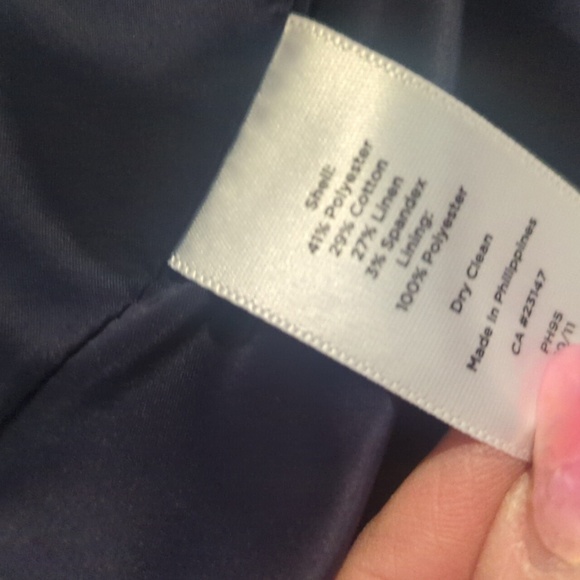 Shell:
41% Polyester
29% Cotton
27% Linen
3% Spandex
Lining:
100% Polyester
Dry Clean
Made in Philippines
CA #23147
PH95
/11